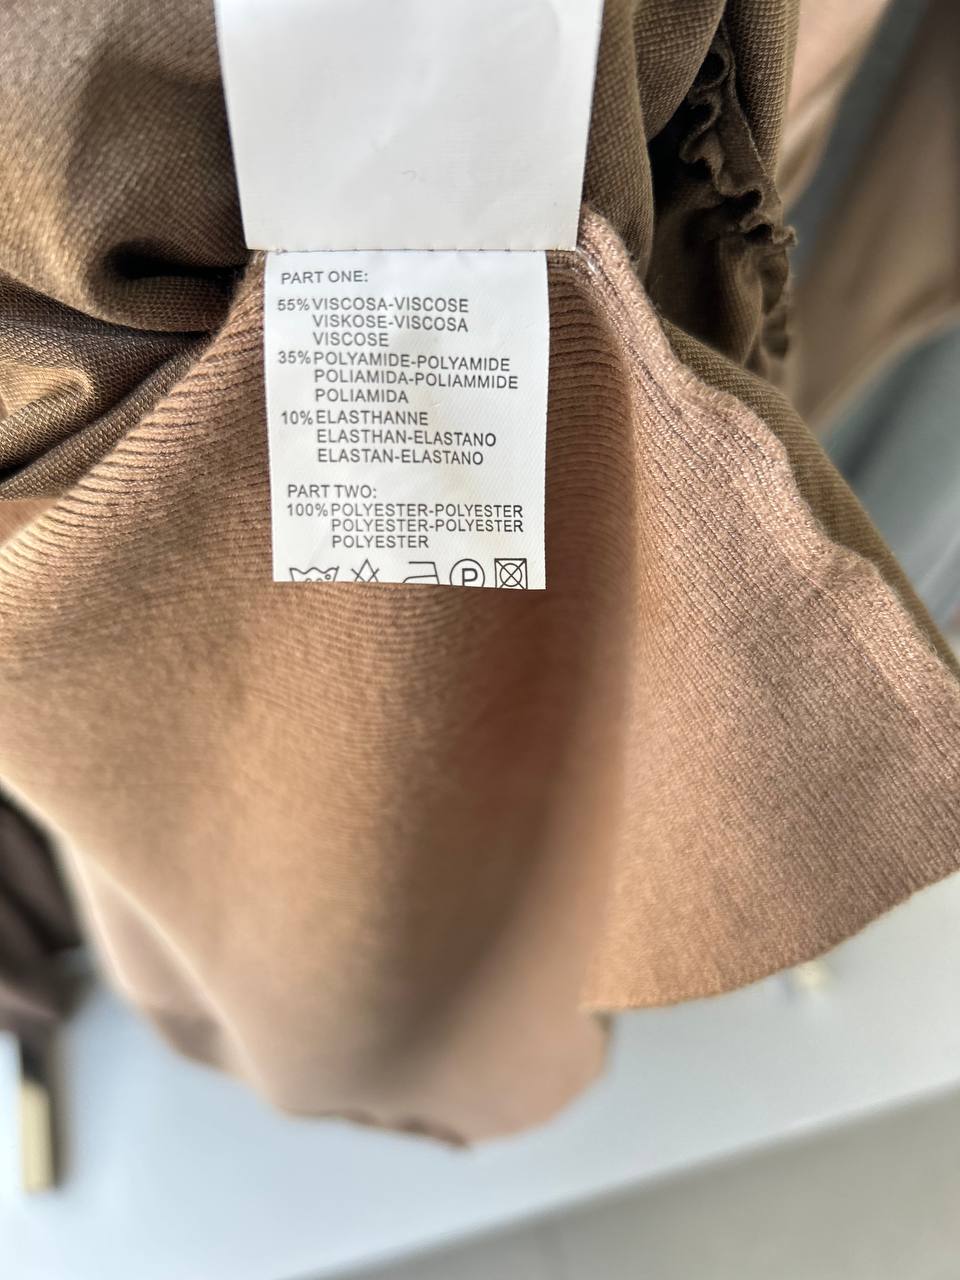 PART ONE:
55% VISCOSA-VISCOSE
VISKOSE-VISCOSA
VISCOSE
35% POLYAMIDE-POLYAMIDE
POLIAMIDA-POLIAMMIDE
POLIAMIDA
10% ELASTHANNE
ELASTHAN-ELASTANO
ELASTAN-ELASTANO
PART TWO:
100% POLYESTER-POLYESTER
POLYESTER-POLYESTER
POLYESTER
P